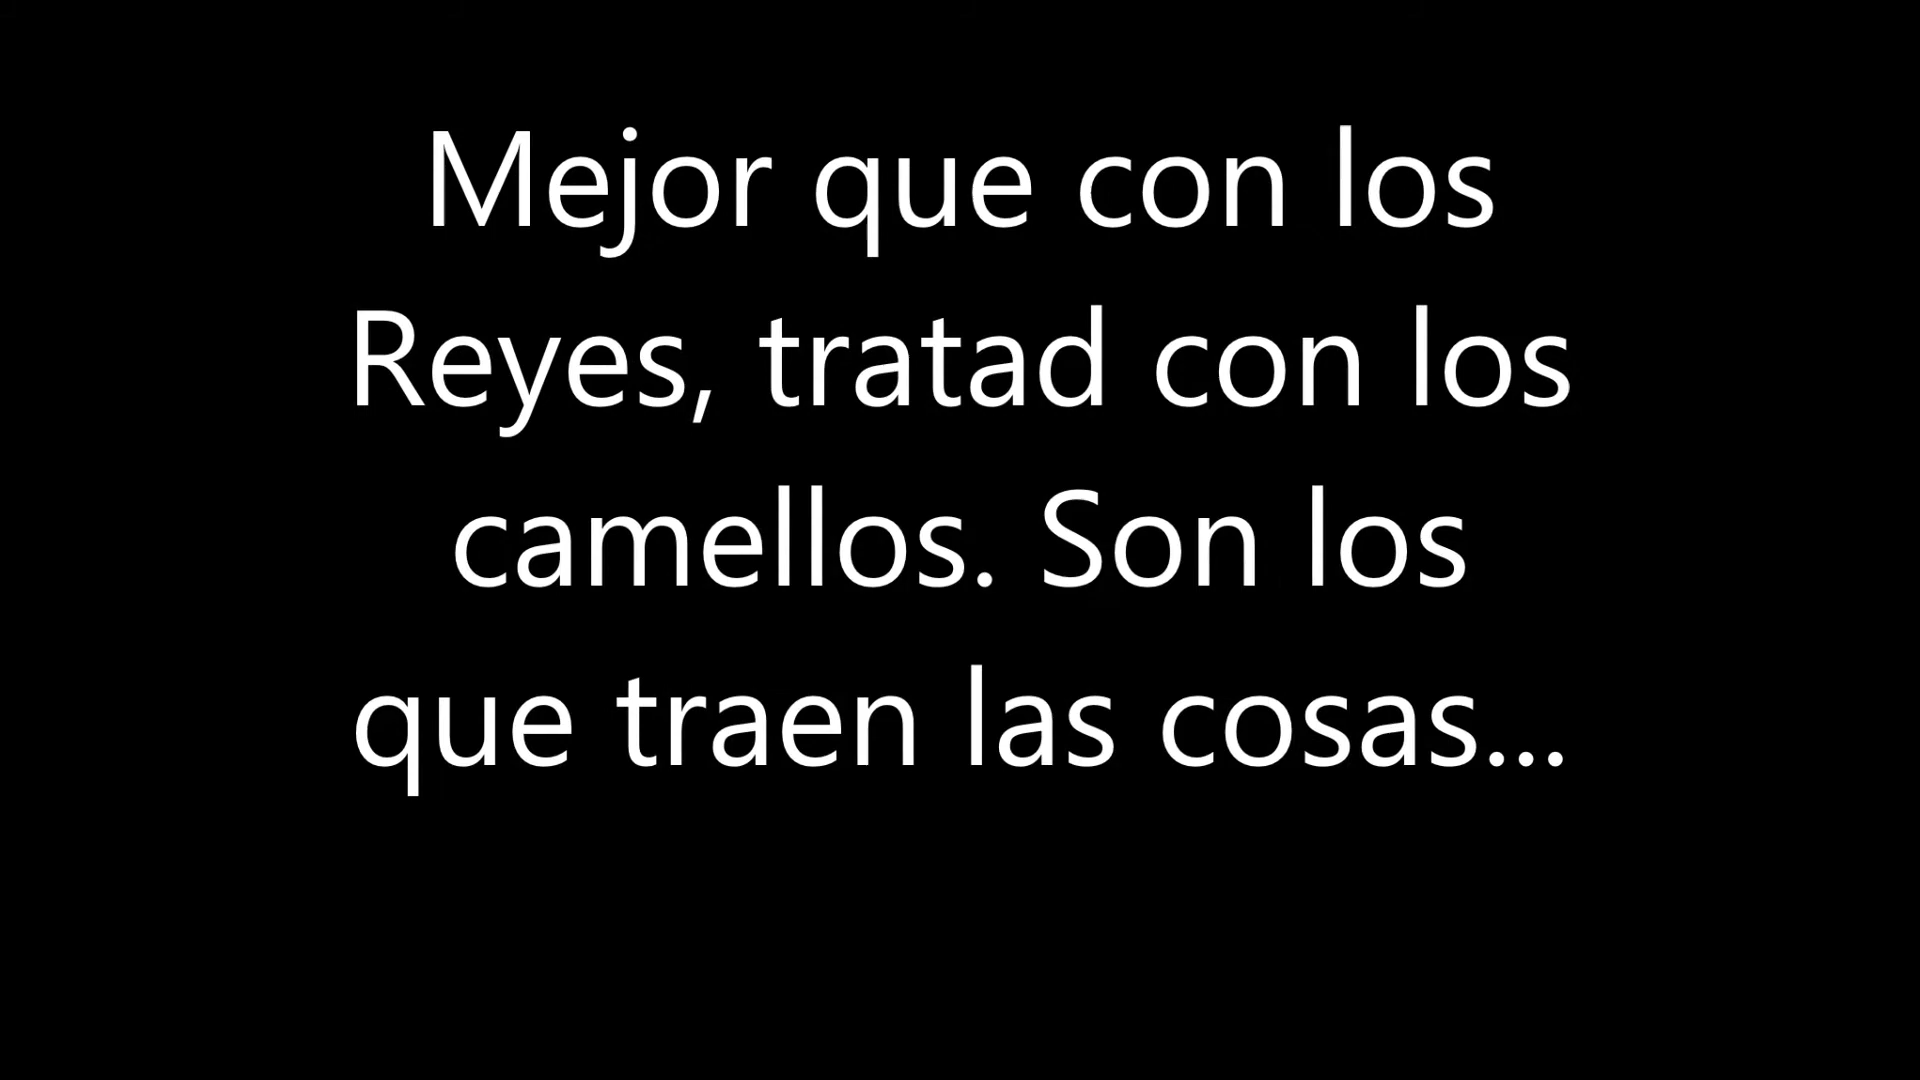 Mejor que con los
Reyes, tratad con los
camellos. Son los
que traen las cosas...